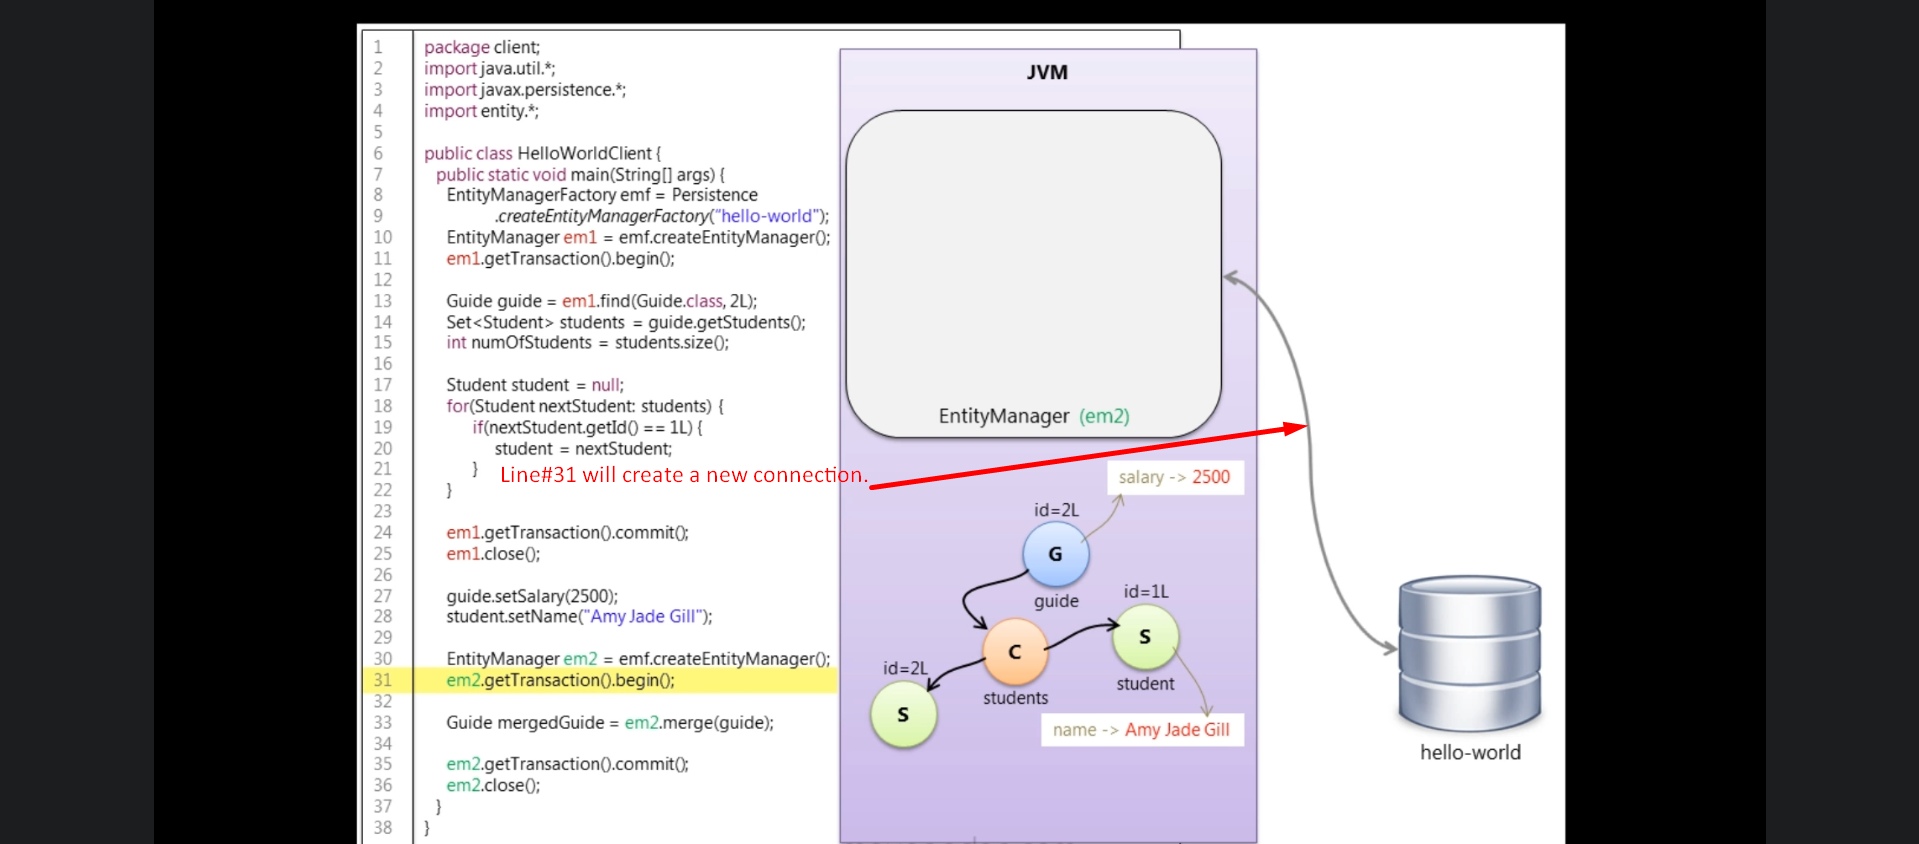 1 package client;
2 import java.util.*;
3 import javax.persistence.*;
4 import entity.*;
5
6 public class HelloWorldClient {
7 public static void main(String[] args) {
8 EntityManagerFactory emf = Persistence
9 .createEntityManagerFactory("hello-world");
10 EntityManager em1 = emf.createEntityManager();
11 em1.getTransaction().begin();
12
13 Guide guide = em1.find(Guide.class, 2L);
14 Set<Student> students = guide.getStudents();
15 int numOfStudents = students.size();
16
17 Student student = null;
18 for(Student nextStudent: students) {
19 if(nextStudent.getId() == 1L) {
20 student = nextStudent;
21 }
22 }
23
24 em1.getTransaction().commit();
25 em1.close();
26
27 guide.setSalary(2500);
28 student.setName("Amy Jade Gill");
29
30 EntityManager em2 = emf.createEntityManager();
31 em2.getTransaction().begin();
32
33 Guide mergedGuide = em2.merge(guide);
34
35 em2.getTransaction().commit();
36 em2.close();
37 }
38 }
Line#31 will create a new connection.
JVM
EntityManager (em2)
salary -> 2500
id=2L
G
guide
id=1L
S
student
C
students
id=2L
S
name -> Amy Jade Gill
hello-world